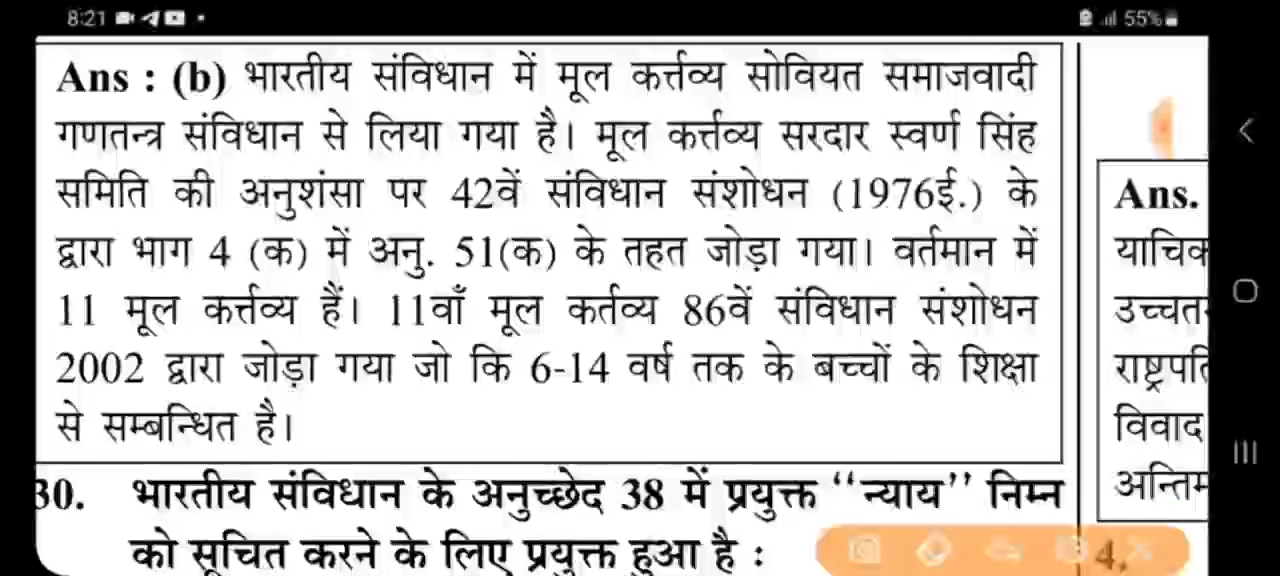 8:21
55%
Ans : (b) भारतीय संविधान में मूल कर्त्तव्य सोवियत समाजवादी
गणतन्त्र संविधान से लिया गया है। मूल कर्त्तव्य सरदार स्वर्ण सिंह
समिति की अनुशंसा पर 42वें संविधान संशोधन (1976ई.) के
द्वारा भाग 4 (क) में अनु. 51(क) के तहत जोड़ा गया। वर्तमान में
11 मूल कर्त्तव्य हैं। 11वाँ मूल कर्तव्य 86वें संविधान संशोधन
2002 द्वारा जोड़ा गया जो कि 6-14 वर्ष तक के बच्चों के शिक्षा
से सम्बन्धित है।
30. भारतीय संविधान के अनुच्छेद 38 में प्रयुक्त “न्याय” निम्न
को सूचित करने के लिए प्रयुक्त हुआ है :
Ans.
याचिक
उच्चत
राष्ट्रपति
विवाद
अन्तिम
4.